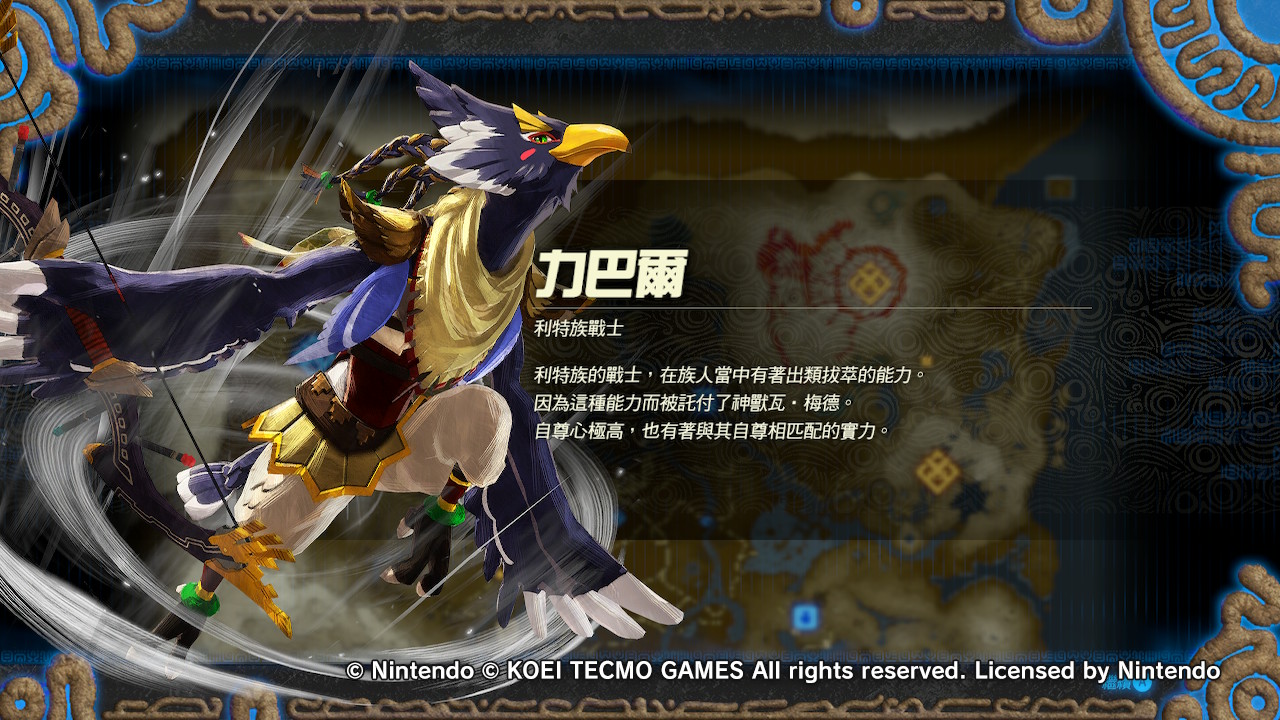 力巴爾
利特族戰士
利特族的戰士，在族人當中有著出類拔萃的能力。
因為這種能力而被託付了神獸瓦・梅德。
自尊心極高，也有著與其自尊相匹配的實力。
© Nintendo © KOEI TECMO GAMES All rights reserved. Licensed by Nintendo